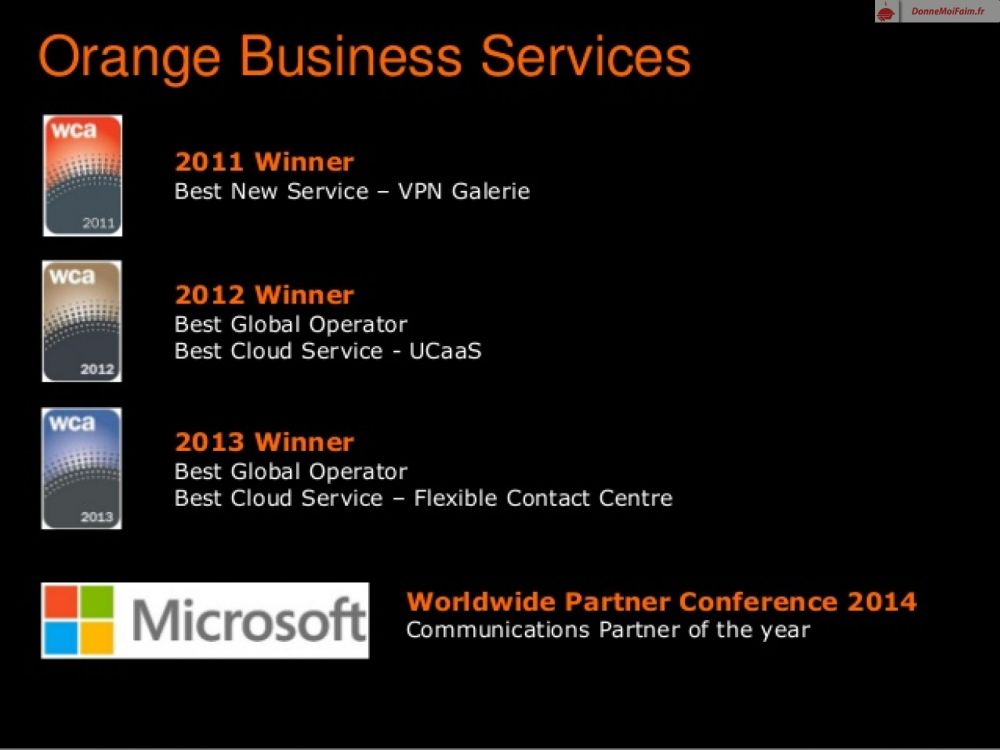 DonneMoiFaim.fr
Orange Business Services
wca
2011
2011 Winner
Best New Service – VPN Galerie
wca
2012
2012 Winner
Best Global Operator
Best Cloud Service - UCaaS
wca
2013
2013 Winner
Best Global Operator
Best Cloud Service – Flexible Contact Centre
Microsoft
Worldwide Partner Conference 2014
Communications Partner of the year